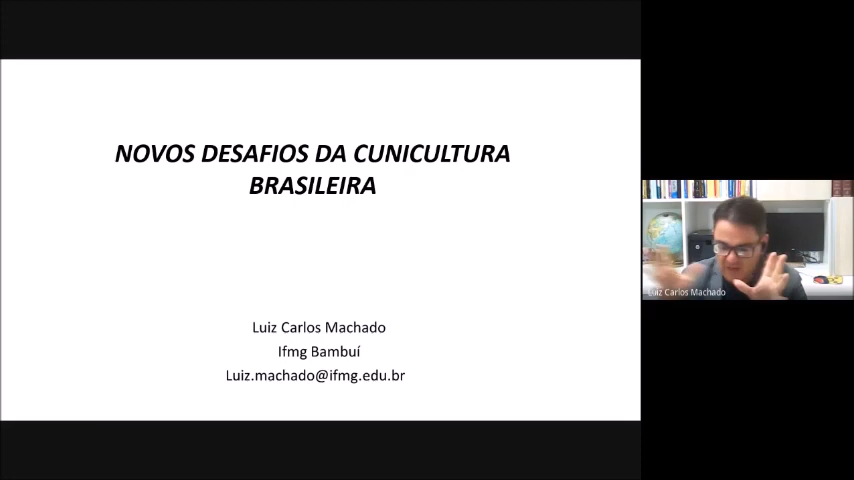 NOVOS DESAFIOS DA CUNICULTURA
BRASILEIRA
Luiz Carlos Machado
Ifmg Bambuí
Luiz.machado@ifmg.edu.br
Luiz Carlos Machado